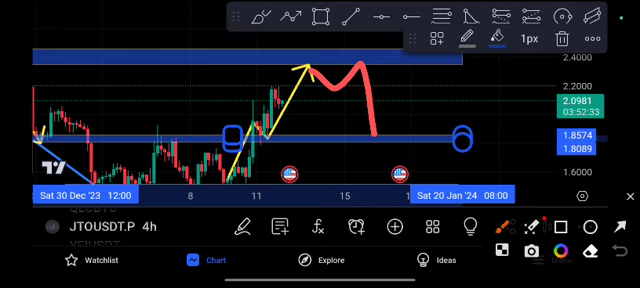 1px
2.4000
2.2000
2.0981
03:52:33
1.8574
1.8089
1.6000
Sat 30 Dec '23 12:00
8
11
15
Sat 20 Jan '24 08:00
JTOUSDT.P 4h
Watchlist
Chart
Explore
Ideas